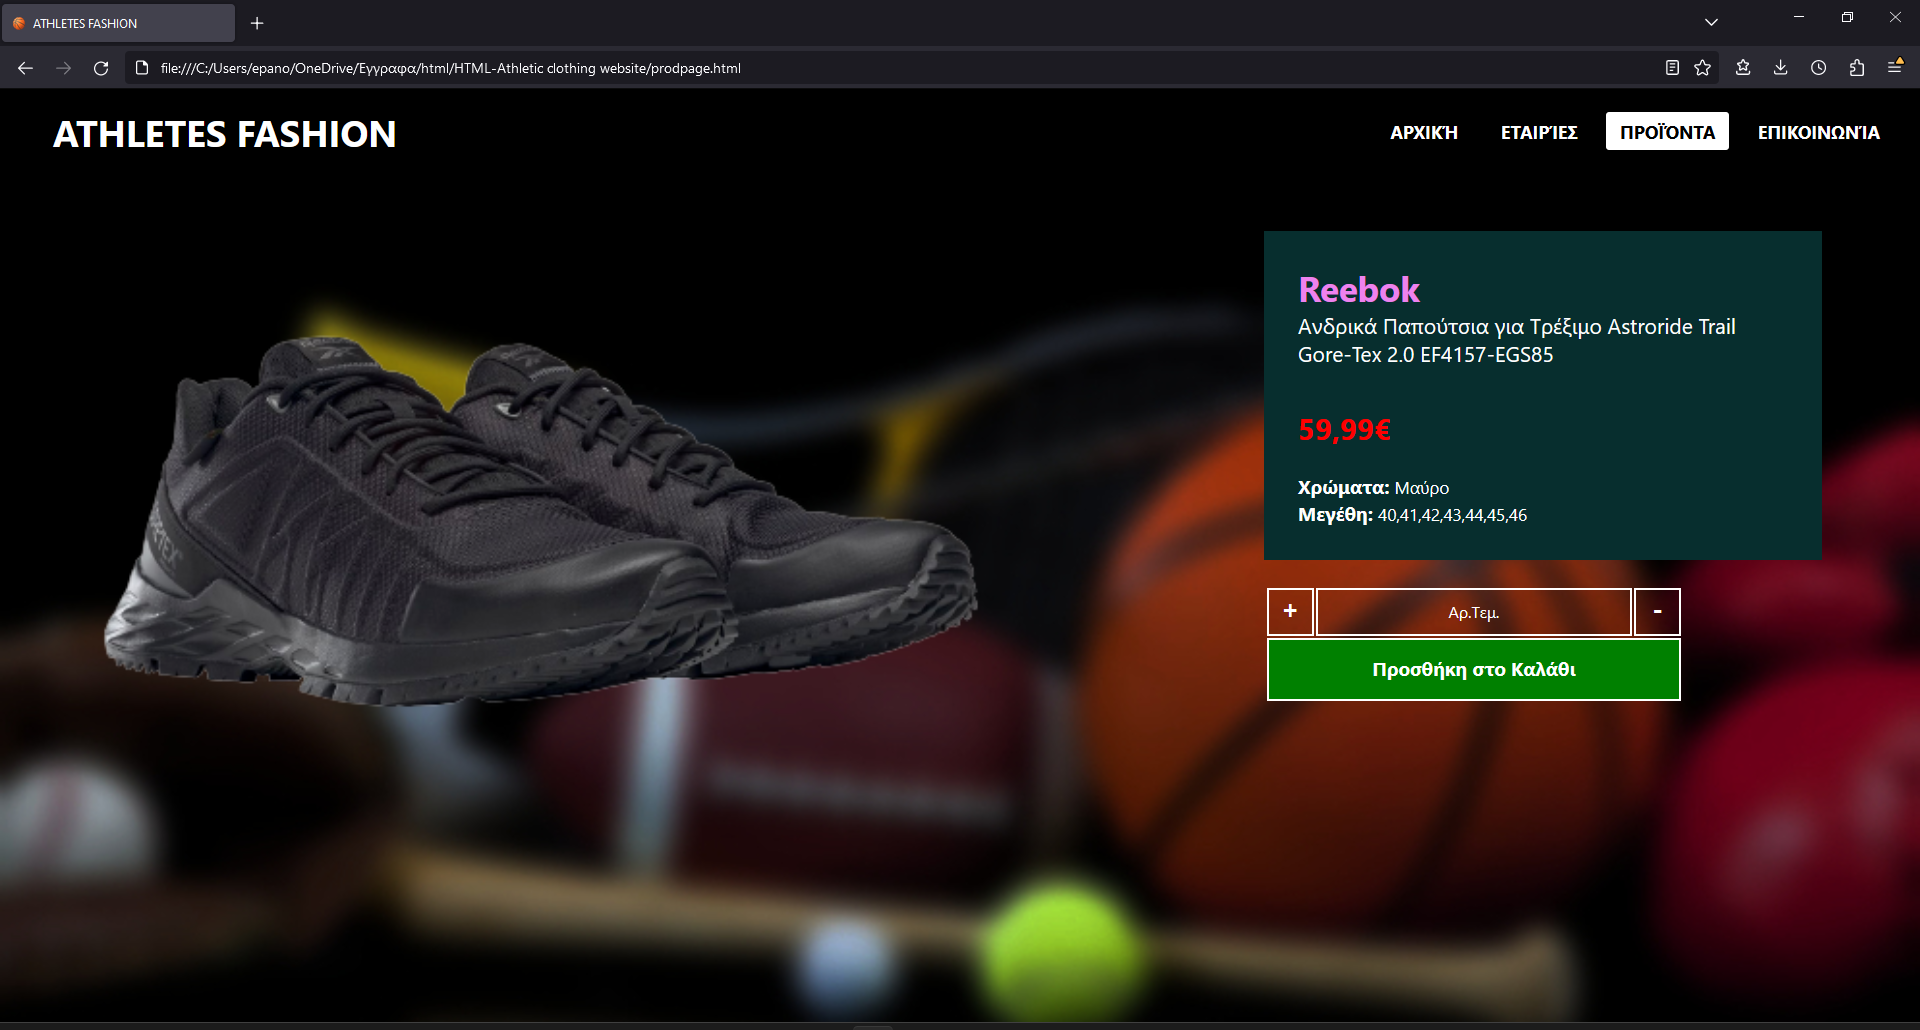 ATHLETES FASHION
file:///C:/Users/epano/OneDrive/Εγγραφα/html/HTML-Athletic clothing website/prodpage.html
ATHLETES FASHION
ΑΡΧΙΚΉ ΕΤΑΙΡΊΕΣ ΠΡΟΪΌΝΤΑ ΕΠΙΚΟΙΝΩΝΊΑ
Reebok
Ανδρικά Παπούτσια για Τρέξιμο Astroride Trail
Gore-Tex 2.0 EF4157-EGS85
59,99€
Χρώματα: Μαύρο
Μεγέθη: 40,41,42,43,44,45,46
+ Αρ.Τεμ. -
Προσθήκη στο Καλάθι